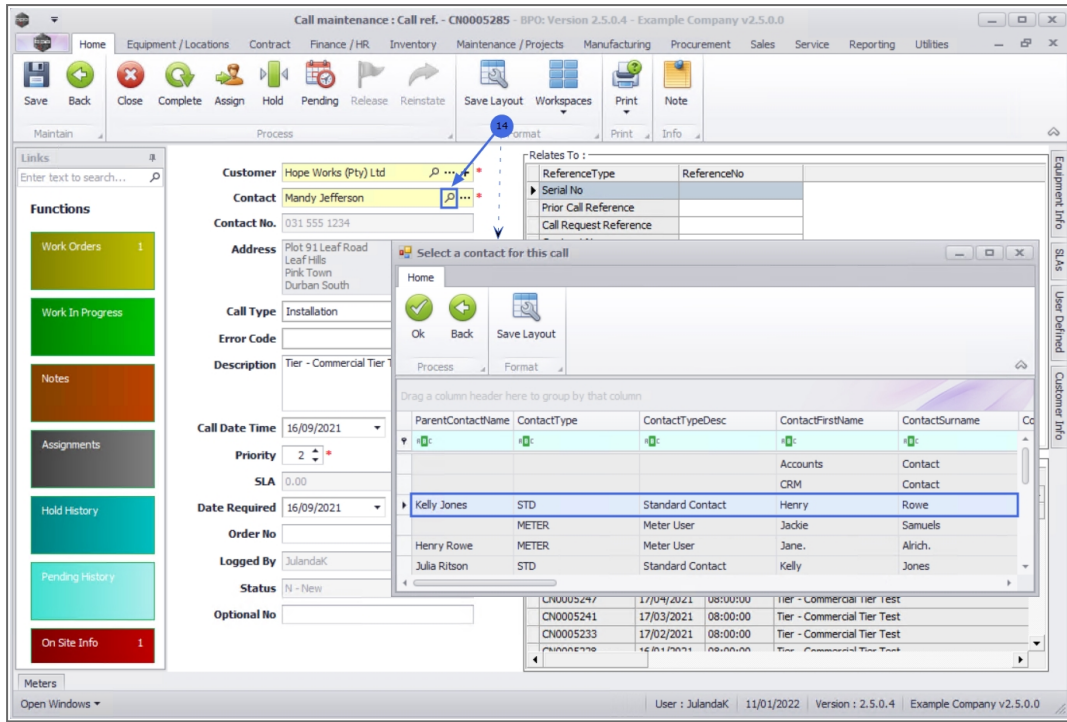 Call maintenance : Call ref. - CN0005285 - BPO: Version 2.5.0.4 - Example Company v2.5.0.0
Home Equipment / Locations Contract Finance / HR Inventory Maintenance / Projects Manufacturing Procurement Sales Service Reporting Utilities
Save Back Close Complete Assign Hold Pending Release Reinstate Save Layout Workspaces Print Note
14
Maintain Process Format Print Info
Links
Enter text to search...
Functions
Work Orders 1
Work In Progress
Notes
Assignments
Hold History
Pending History
On Site Info 1
Customer Hope Works (Pty) Ltd *
Contact Mandy Jefferson *
Contact No. 031 555 1234
Address Plot 91 Leaf Road
Leaf Hills
Pink Town
Durban South
Call Type Installation
Error Code
Description Tier - Commercial Tier T
Call Date Time 16/09/2021
Priority 2 *
SLA 0.00
Date Required 16/09/2021
Order No
Logged By JulandaK
Status N - New
Optional No
Relates To :
ReferenceType ReferenceNo
Serial No
Prior Call Reference
Call Request Reference
Equipment Info
SLAs
User Defined
Customer Info
Select a contact for this call
Home
Ok Back Save Layout
Process Format
Drag a column header here to group by that column
ParentContactName ContactType ContactTypeDesc ContactFirstName ContactSurname Co
Accounts Contact
CRM Contact
Kelly Jones STD Standard Contact Henry Rowe
METER Meter User Jackie Samuels
Henry Rowe METER Meter User Jane. Alrich.
Julia Ritson STD Standard Contact Kelly Jones
CN0005247 17/04/2021 08:00:00 Tier - Commercial Tier Test
CN0005241 17/03/2021 08:00:00 Tier - Commercial Tier Test
CN0005233 17/02/2021 08:00:00 Tier - Commercial Tier Test
CN0005228 16/01/2021 08:00:00 Tier - Commercial Tier Test
Meters
Open Windows User : JulandaK 11/01/2022 Version : 2.5.0.4 Example Company v2.5.0.0